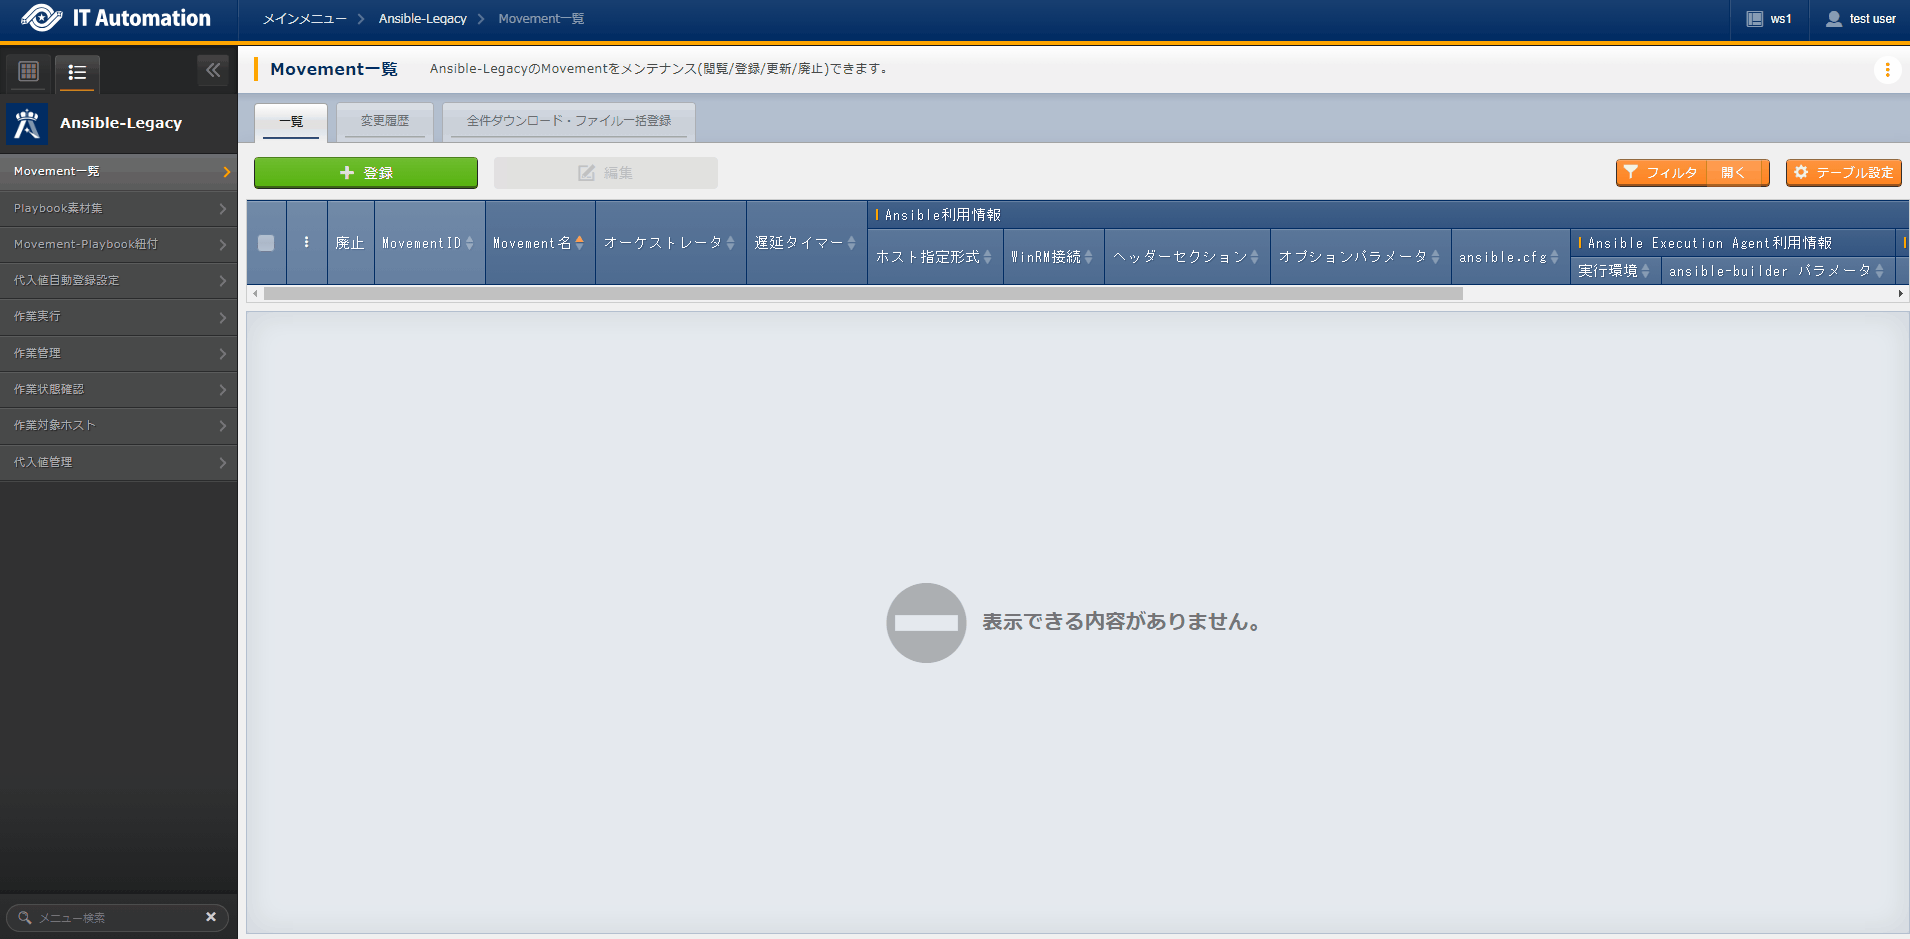 IT Automation
メインメニュー Ansible-Legacy Movement一覧
ws1
test user
Ansible-Legacy
Movement一覧
Playbook素材集
Movement-Playbook紐付
代入値自動登録設定
作業実行
作業管理
作業状態確認
作業対象ホスト
代入値管理
メニュー検索
Movement一覧 Ansible-LegacyのMovementをメンテナンス(閲覧/登録/更新/廃止)できます。
一覧 変更履歴 全件ダウンロード・ファイル一括登録
登録 編集 フィルタ 開く テーブル設定
Ansible利用情報
廃止 MovementID Movement名 オーケストレータ 遅延タイマー
ホスト指定形式 WinRM接続 ヘッダーセクション オプションパラメータ ansible.cfg
Ansible Execution Agent利用情報
実行環境 ansible-builder パラメータ
表示できる内容がありません。